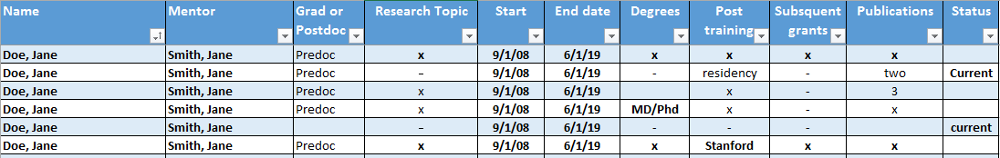 Name Mentor Grad or Postdoc Research Topic Start End date Degrees Post training Subsquent grants Publications Status
Doe, Jane Smith, Jane Predoc x 9/1/08 6/1/19 x x x x
Doe, Jane Smith, Jane Predoc - 9/1/08 6/1/19 - residency - two Current
Doe, Jane Smith, Jane Predoc x 9/1/08 6/1/19 x - 3
Doe, Jane Smith, Jane Predoc x 9/1/08 6/1/19 MD/Phd x - x
Doe, Jane Smith, Jane - 9/1/08 6/1/19 - - - current
Doe, Jane Smith, Jane Predoc x 9/1/08 6/1/19 x Stanford x x